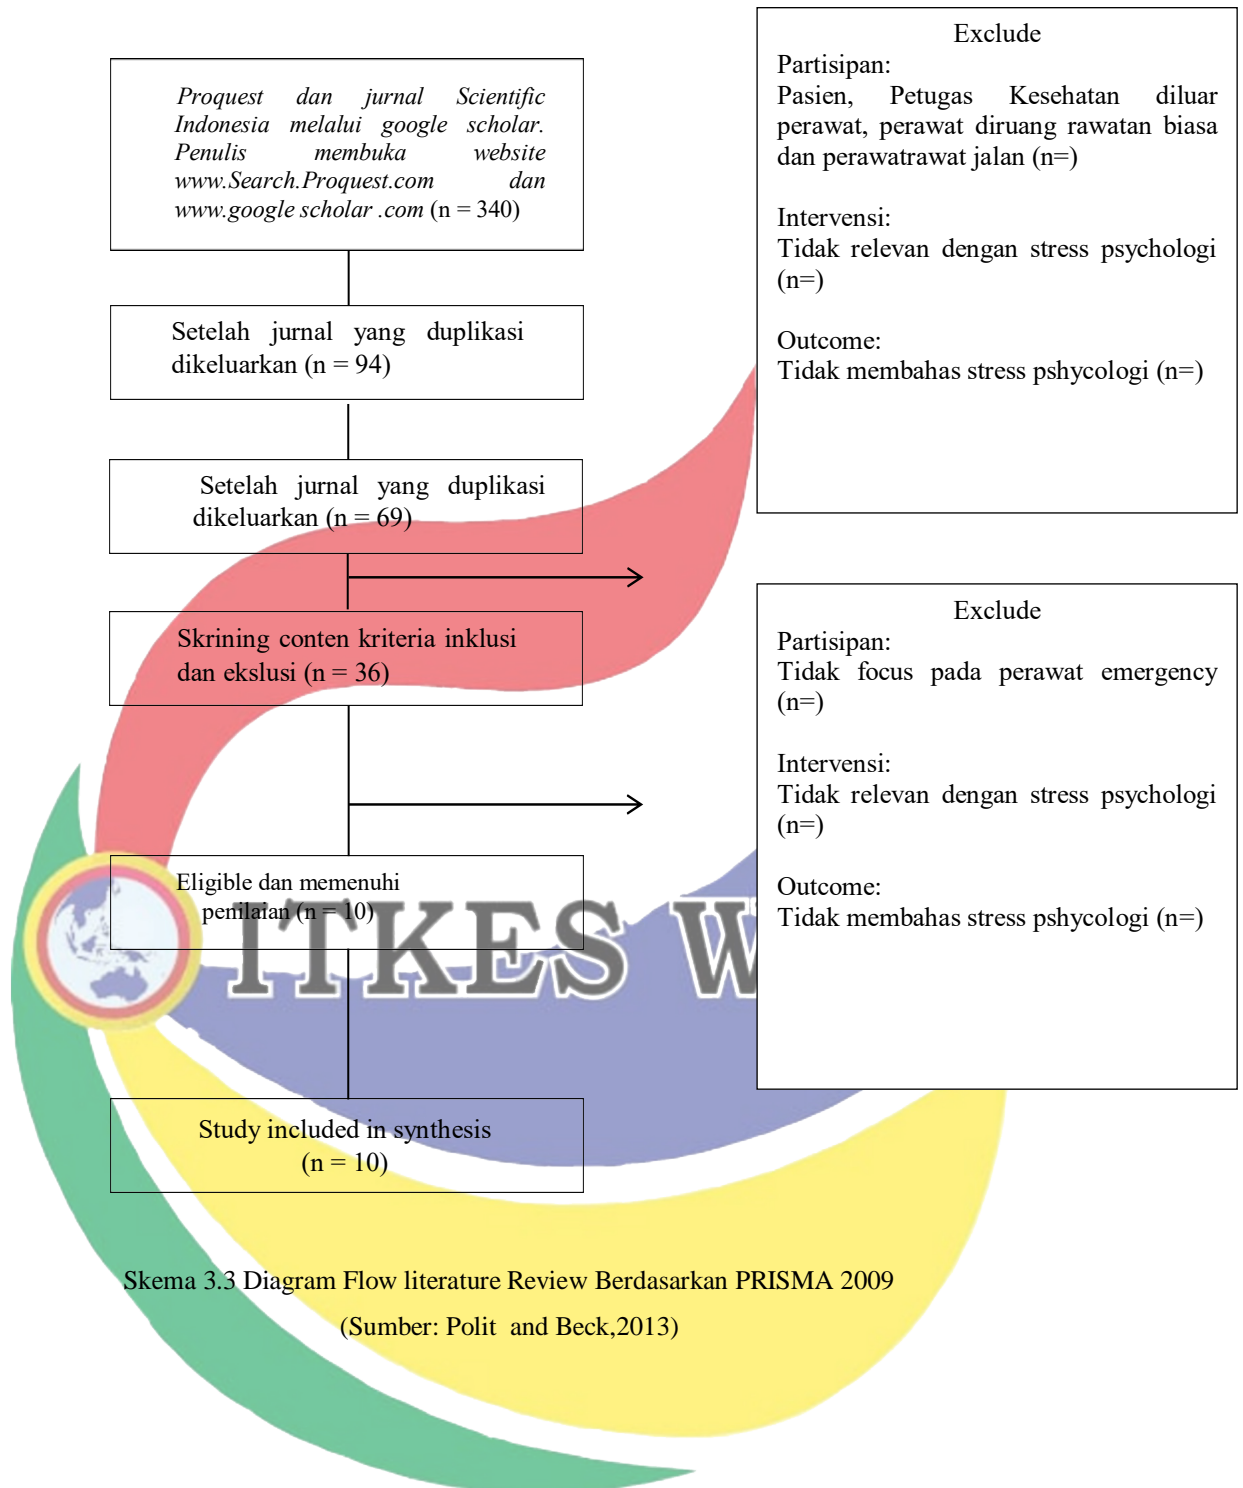 Proquest dan jurnal Scientific
Indonesia melalui google scholar.
Penulis membuka website
www.Search.Proquest.com dan
www.google scholar .com (n = 340)
Setelah jurnal yang duplikasi
dikeluarkan (n = 94)
Setelah jurnal yang duplikasi
dikeluarkan (n = 69)
Skrining conten kriteria inklusi
dan ekslusi (n = 36)
Eligible dan memenuhi
penilaian (n = 10)
Study included in synthesis
(n = 10)
Exclude
Partisipan:
Pasien, Petugas Kesehatan diluar
perawat, perawat diruang rawatan biasa
dan perawatrawat jalan (n=)
Intervensi:
Tidak relevan dengan stress psychologi
(n=)
Outcome:
Tidak membahas stress pshycologi (n=)
Exclude
Partisipan:
Tidak focus pada perawat emergency
(n=)
Intervensi:
Tidak relevan dengan stress psychologi
(n=)
Outcome:
Tidak membahas stress pshycologi (n=)
ITKES W
Skema 3.3 Diagram Flow literature Review Berdasarkan PRISMA 2009
(Sumber: Polit and Beck,2013)